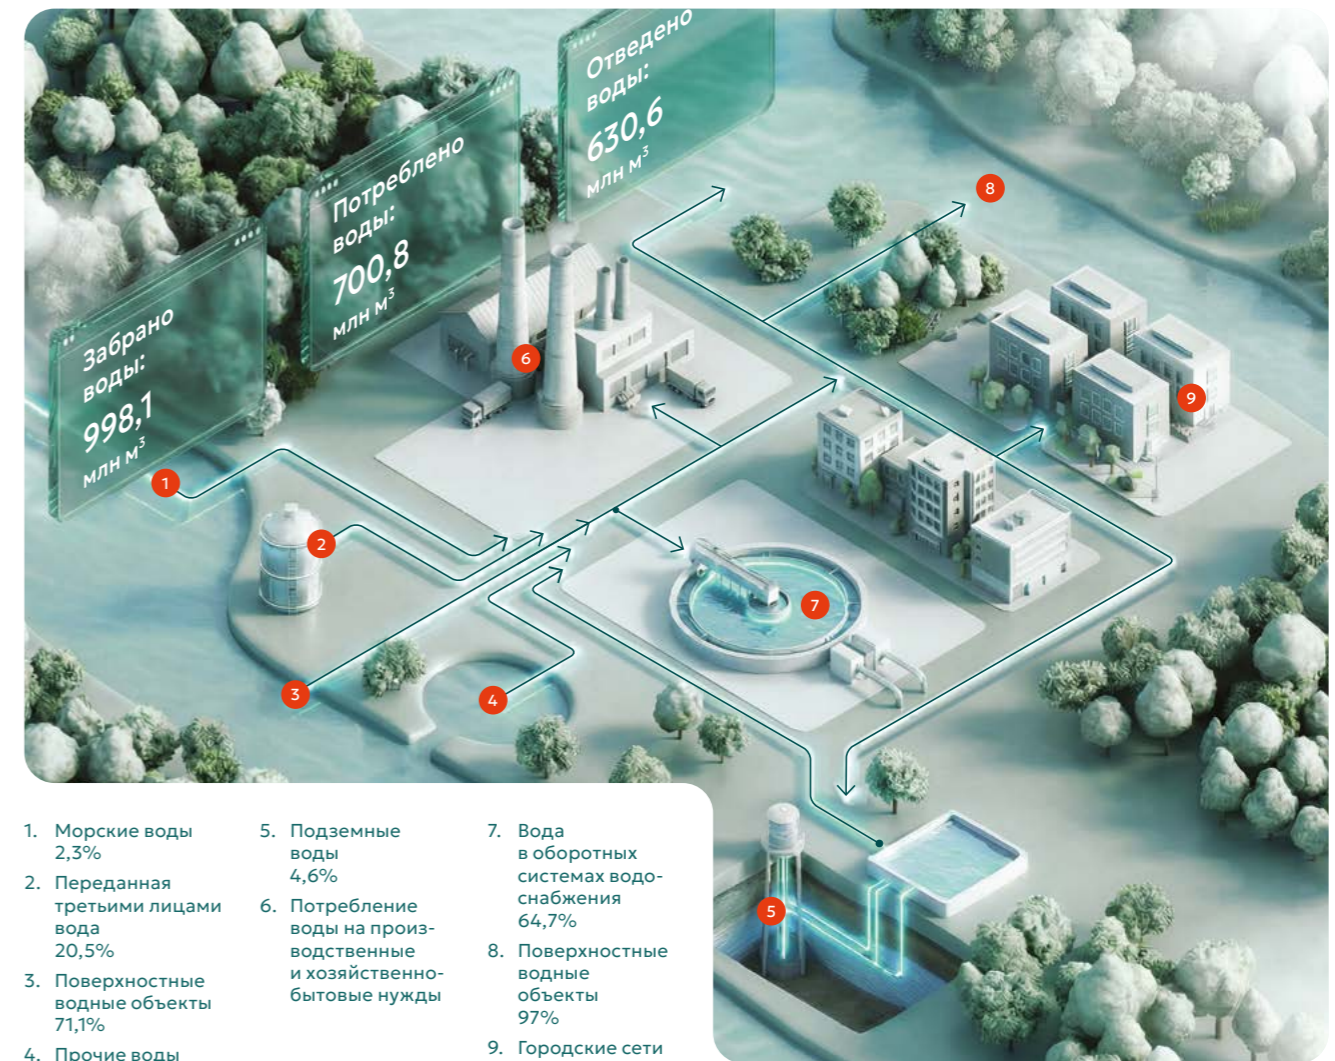 Забрано
воды:
998,1
млн м³
Потреблено
воды:
700,8
млн м³
Отведено
воды:
630,6
млн м³
1
2
3
4
5
6
7
8
9
1. Морские воды
2,3%
2. Переданная
третьими лицами
вода
20,5%
3. Поверхностные
водные объекты
71,1%
4. Прочие воды
5. Подземные
воды
4,6%
6. Потребление
воды на произ-
водственные
и хозяйственно-
бытовые нужды
7. Вода
в оборотных
системах водо-
снабжения
64,7%
8. Поверхностные
водные
объекты
97%
9. Городские сети